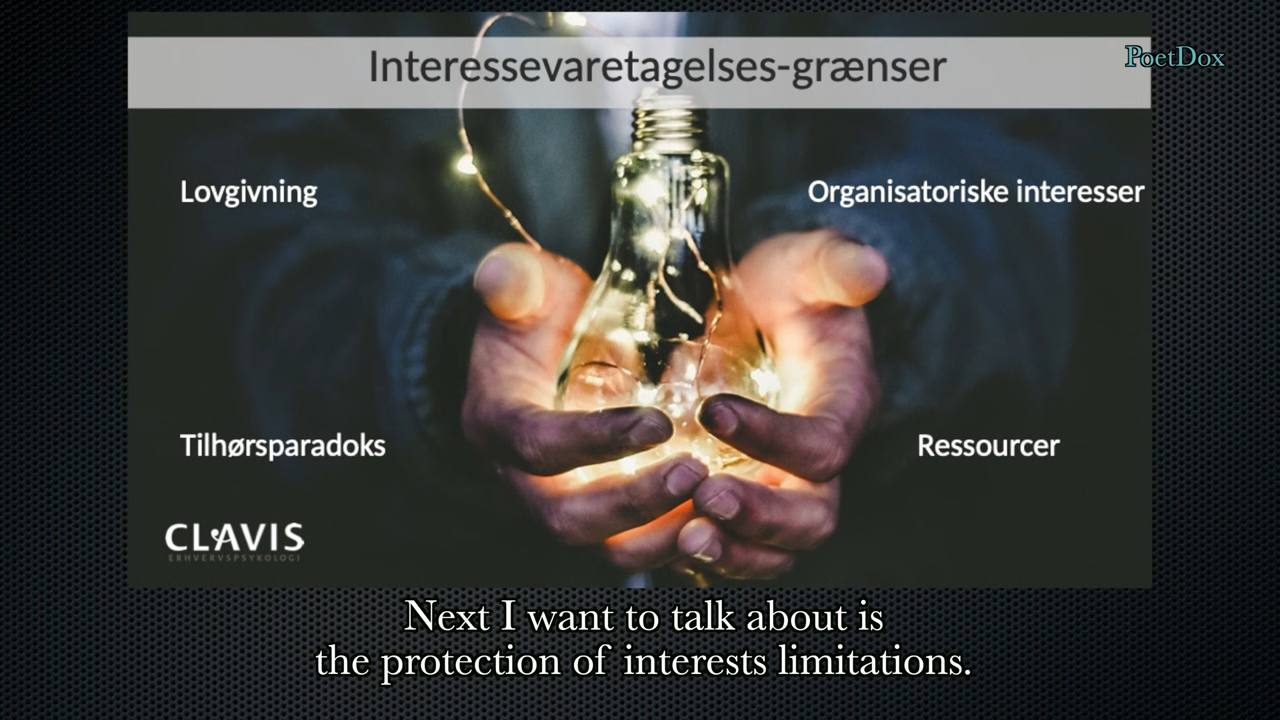 Interessevaretagelses-grænser
PoetDox
Lovgivning
Organisatoriske interesser
Tilhørsparadoks
Ressourcer
CLAVIS
ERHVERVSPSYKOLOGI
Next I want to talk about is
the protection of interests limitations.